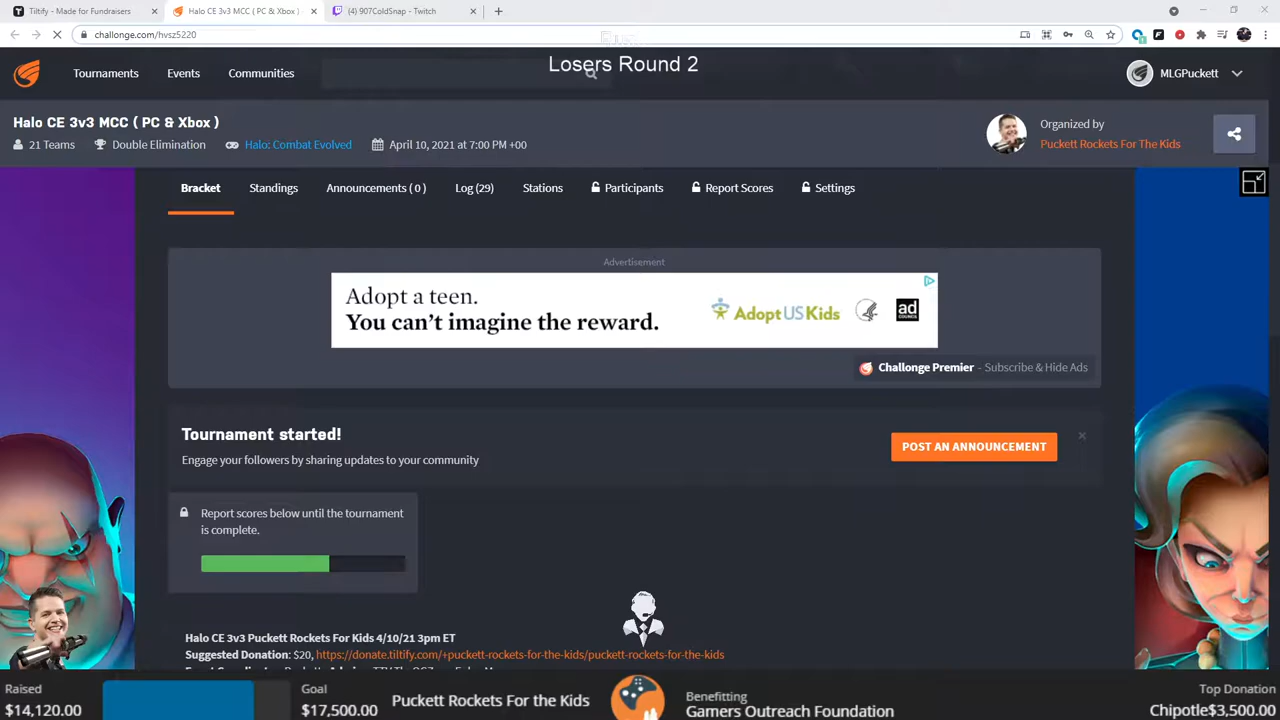 Tiltify - Made for Fundraisers
Halo CE 3v3 MCC ( PC & Xbox )
(4) 907ColdSnap - Twitch
challonge.com/hvsz5220
Losers Round 2
Tournaments
Events
Communities
MLGPuckett
Halo CE 3v3 MCC ( PC & Xbox )
21 Teams
Double Elimination
Halo: Combat Evolved
April 10, 2021 at 7:00 PM +00
Organized by
Puckett Rockets For The Kids
Bracket
Standings
Announcements ( 0 )
Log (29)
Stations
Participants
Report Scores
Settings
Advertisement
Adopt a teen.
You can't imagine the reward.
AdoptUSKids
ad
COUNCIL
Challonge Premier - Subscribe & Hide Ads
Tournament started!
Engage your followers by sharing updates to your community
POST AN ANNOUNCEMENT
Report scores below until the tournament
is complete.
Halo CE 3v3 Puckett Rockets For Kids 4/10/21 3pm ET
Suggested Donation: $20, https://donate.tiltify.com/+puckett-rockets-for-the-kids/puckett-rockets-for-the-kids
Raised
$14,120.00
Goal
$17,500.00
Puckett Rockets For the Kids
Benefitting
Gamers Outreach Foundation
Top Donation
Chipotle$3,500.00